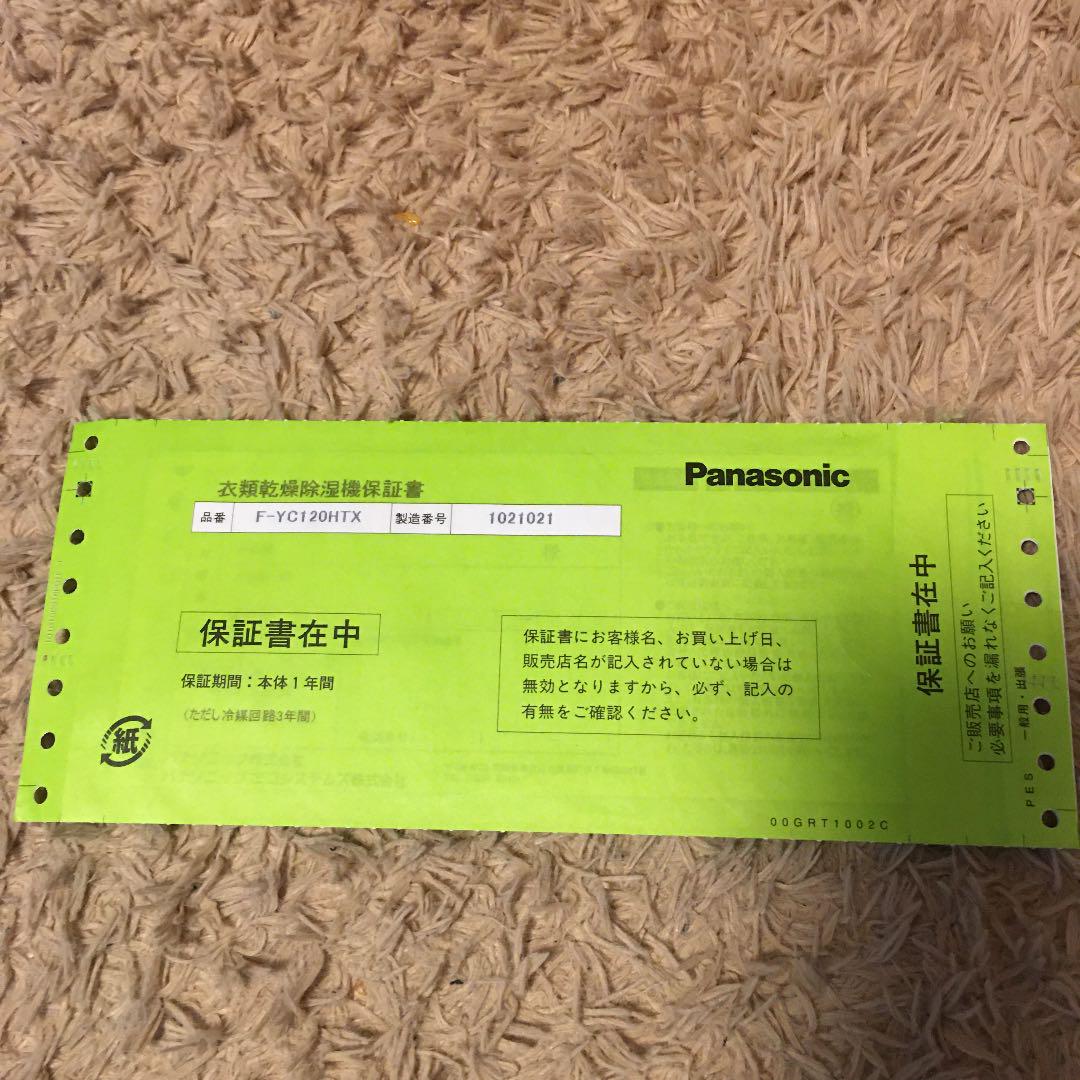 Panasonic
衣類乾燥除湿機保証書
品番 F-YC120HTX 製造番号 1021021
保証書在中
保証期間：本体1年間
（ただし冷媒回路3年間）
紙
保証書にお客様名、お買い上げ日、
販売店名が記入されていない場合は
無効となりますから、必ず、記入の
有無をご確認ください。
00GRT1002C
保証書在中
ご販売店へのお願い
必要事項を漏れなくご記入ください
PES 一般用・出張